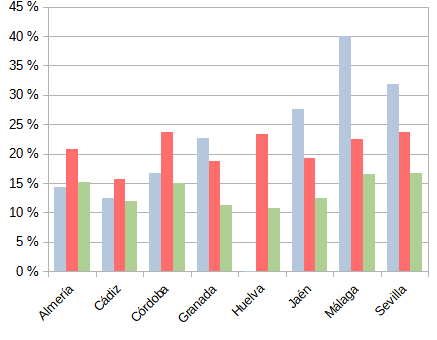 45 %
40 %
35 %
30 %
25 %
20 %
15 %
10 %
5 %
0 %
Almería
Cádiz
Córdoba
Granada
Huelva
Jaén
Málaga
Sevilla